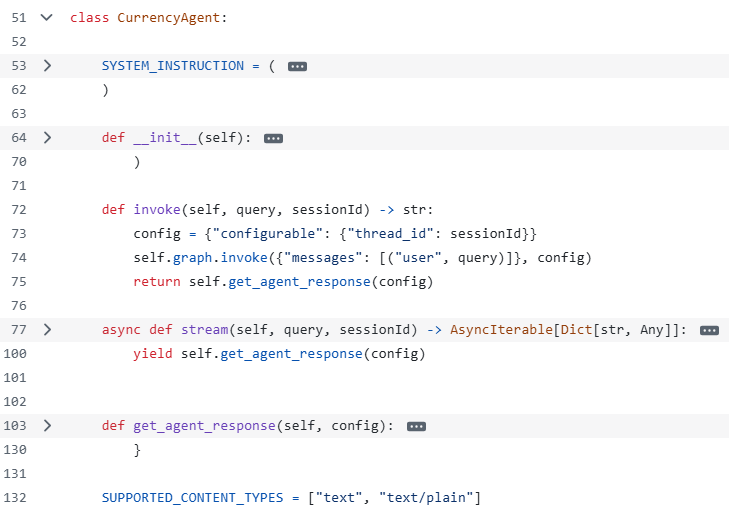 51 class CurrencyAgent:
52
53 SYSTEM_INSTRUCTION = ( ...
62 )
63
64 def __init__(self): ...
70 )
71
72 def invoke(self, query, sessionId) -> str:
73 config = {"configurable": {"thread_id": sessionId}}
74 self.graph.invoke({"messages": [("user", query)]}, config)
75 return self.get_agent_response(config)
76
77 async def stream(self, query, sessionId) -> AsyncIterable[Dict[str, Any]]: ...
100 yield self.get_agent_response(config)
101
102
103 def get_agent_response(self, config): ...
130 }
131
132 SUPPORTED_CONTENT_TYPES = ["text", "text/plain"]